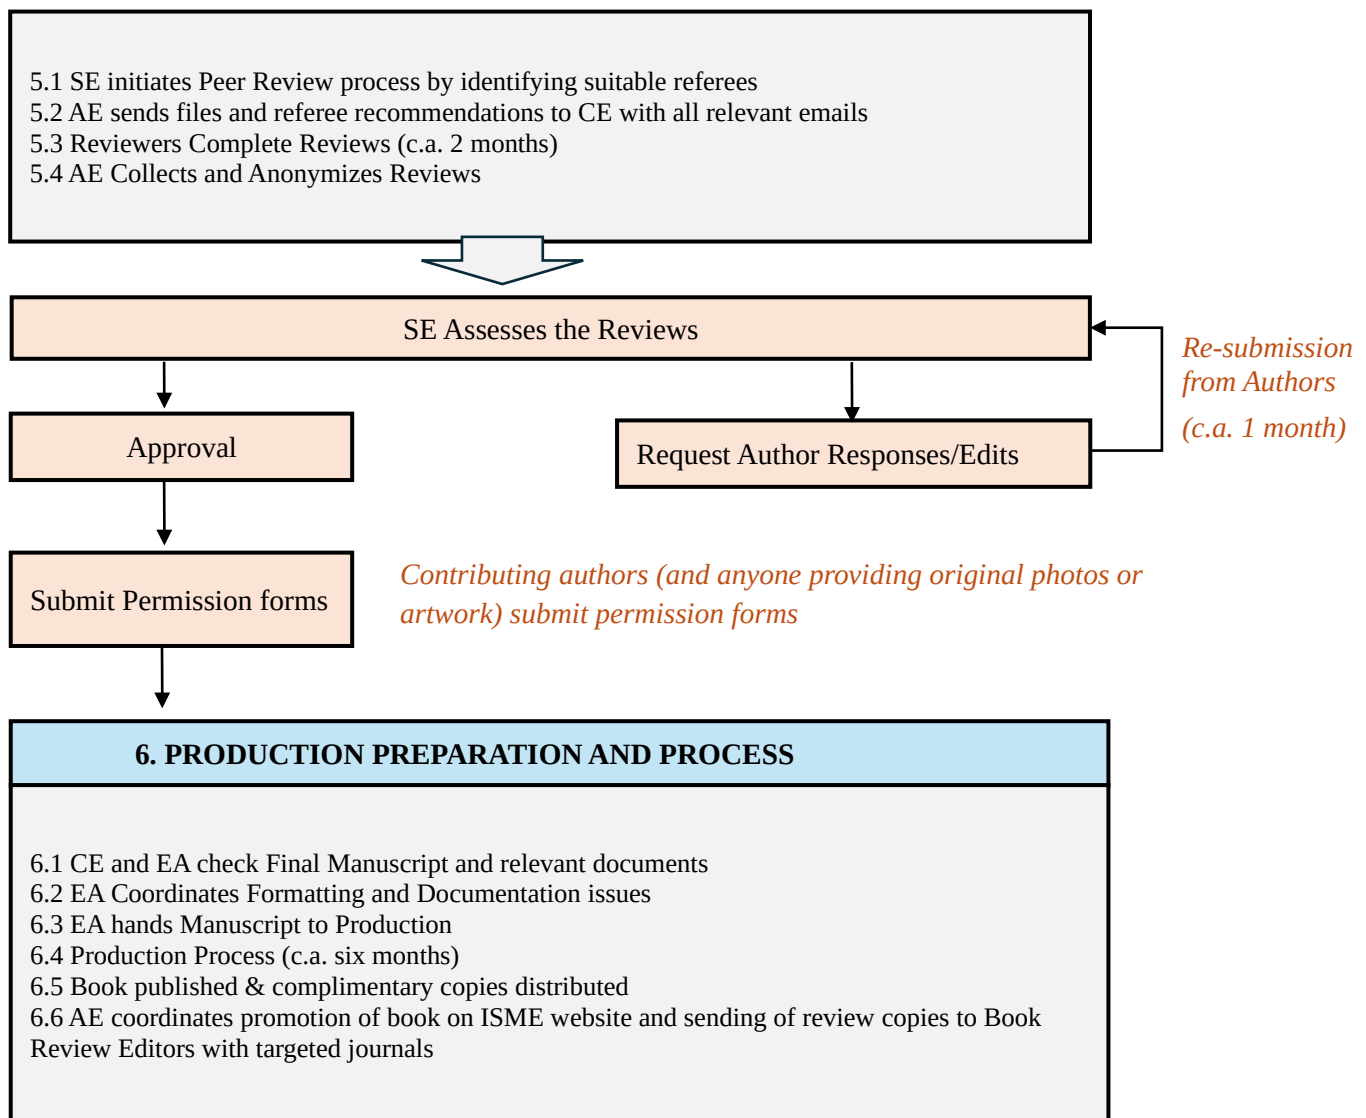 5.1 SE initiates Peer Review process by identifying suitable referees
5.2 AE sends files and referee recommendations to CE with all relevant emails
5.3 Reviewers Complete Reviews (c.a. 2 months)
5.4 AE Collects and Anonymizes Reviews
SE Assesses the Reviews
Re-submission
from Authors
(c.a. 1 month)
Approval
Request Author Responses/Edits
Submit Permission forms
Contributing authors (and anyone providing original photos or
artwork) submit permission forms
6. PRODUCTION PREPARATION AND PROCESS
6.1 CE and EA check Final Manuscript and relevant documents
6.2 EA Coordinates Formatting and Documentation issues
6.3 EA hands Manuscript to Production
6.4 Production Process (c.a. six months)
6.5 Book published & complimentary copies distributed
6.6 AE coordinates promotion of book on ISME website and sending of review copies to Book
Review Editors with targeted journals